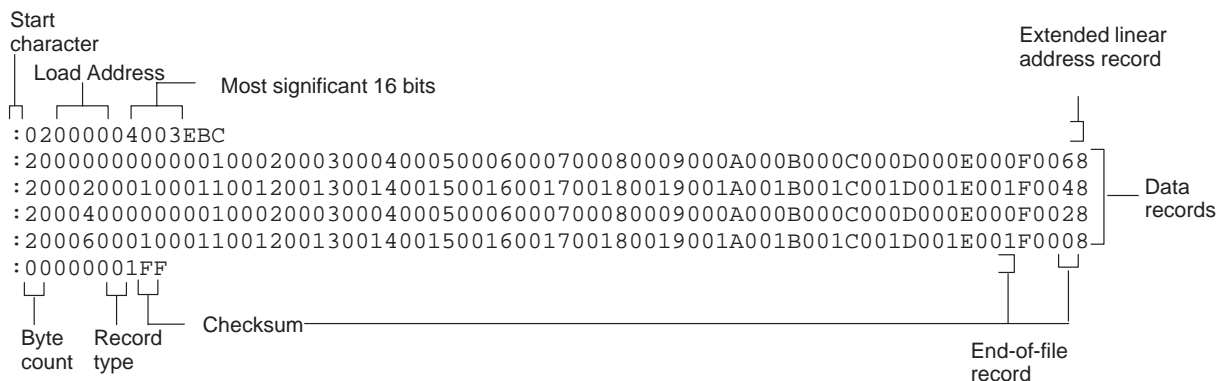 Start
character
Load Address
Most significant 16 bits
Extended linear
address record
:02000004003EBC
:2000000000000100020003000400050006000700080009000A000B000C000D000E000F0068
:2000200010001100120013001400150016001700180019001A001B001C001D001E001F0048
:2000400000000100020003000400050006000700080009000A000B000C000D000E000F0028
:2000600010001100120013001400150016001700180019001A001B001C001D001E001F0008
:00000001FF
Data
records
Checksum
Byte
count
Record
type
End-of-file
record